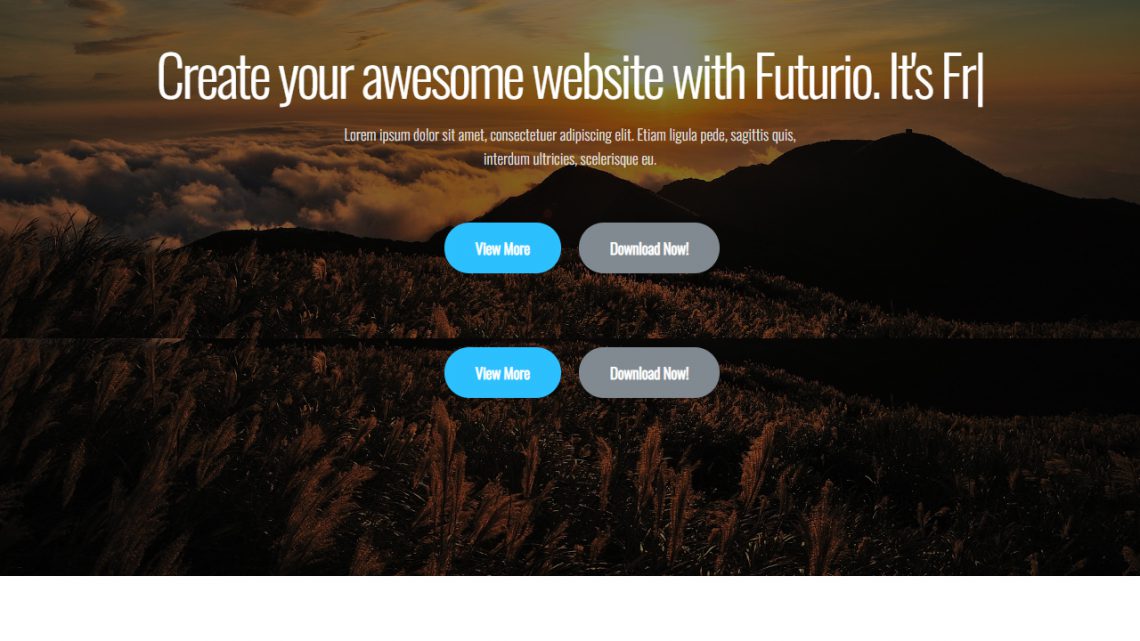 Create your awesome website with Futurio. It's Fr|
Lorem ipsum dolor sit amet, consectetuer adipiscing elit. Etiam ligula pede, sagittis quis,
interdum ultricies, scelerisque eu.
View More Download Now!
View More Download Now!